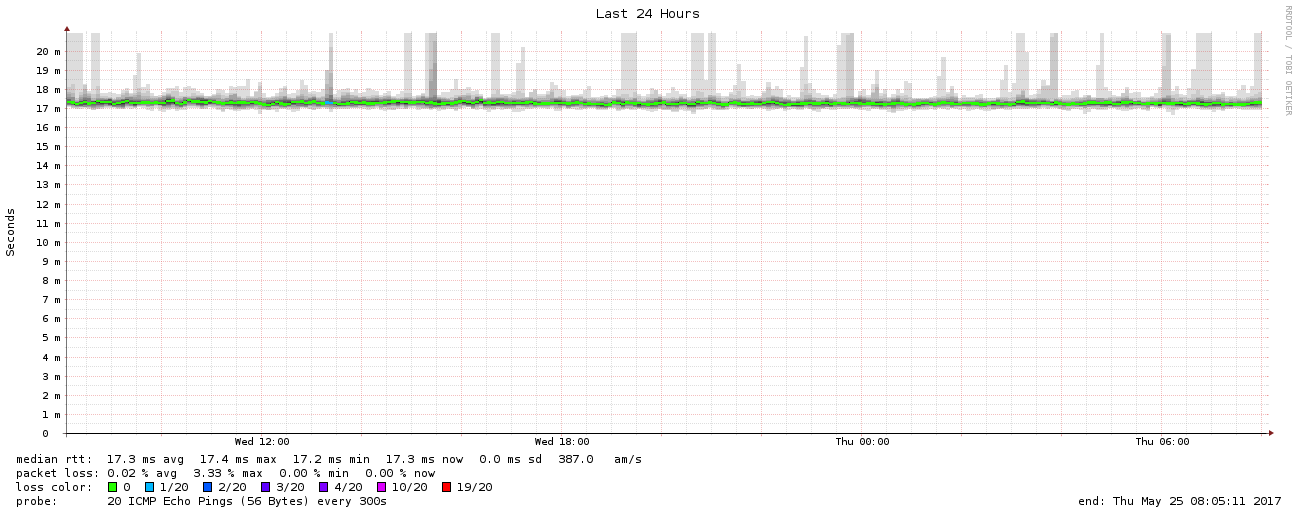 Last 24 Hours
RRDTOOL / TOBI OETIKER
20 m
19 m
18 m
17 m
16 m
15 m
14 m
13 m
12 m
11 m
10 m
9 m
8 m
7 m
6 m
5 m
4 m
3 m
2 m
1 m
0
Seconds
Wed 12:00 Wed 18:00 Thu 00:00 Thu 06:00
median rtt: 17.3 ms avg 17.4 ms max 17.2 ms min 17.3 ms now 0.0 ms sd 387.0 am/s
packet loss: 0.02 % avg 3.33 % max 0.00 % min 0.00 % now
loss color: 0 1/20 2/20 3/20 4/20 10/20 19/20
probe: 20 ICMP Echo Pings (56 Bytes) every 300s end: Thu May 25 08:05:11 2017